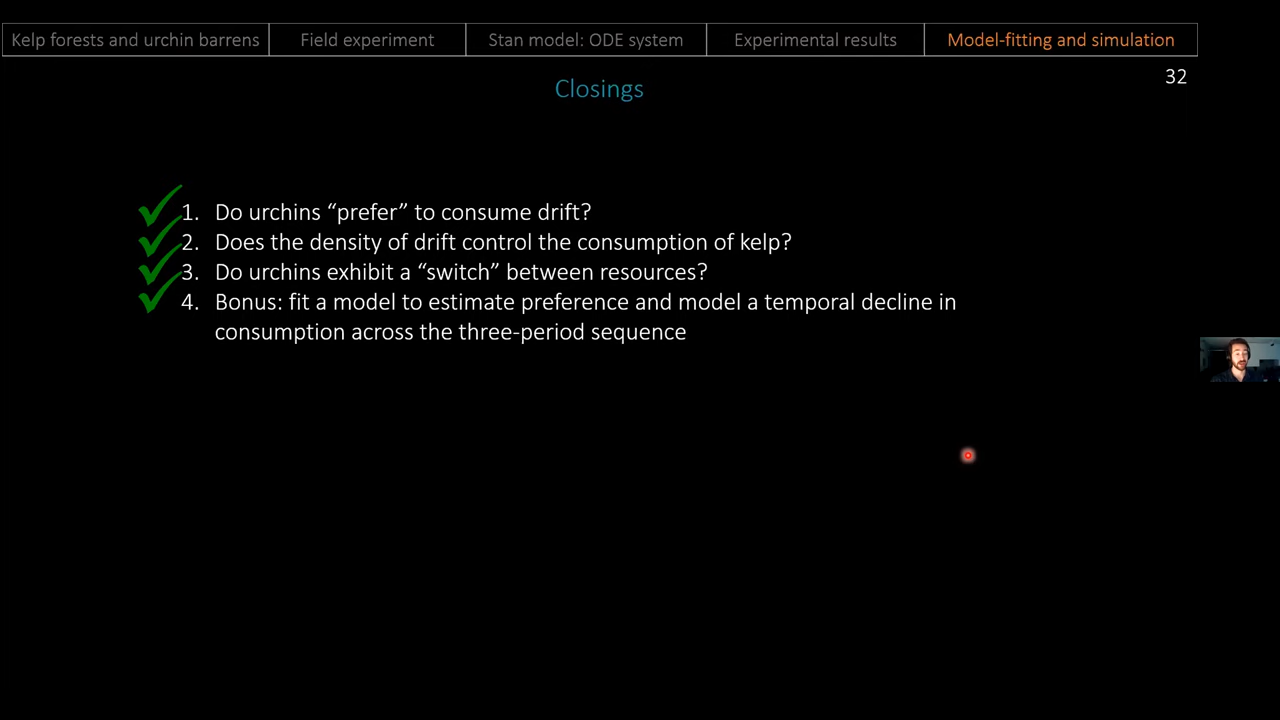 Kelp forests and urchin barrens Field experiment Stan model: ODE system Experimental results Model-fitting and simulation
32
Closings
1. Do urchins “prefer” to consume drift?
2. Does the density of drift control the consumption of kelp?
3. Do urchins exhibit a “switch” between resources?
4. Bonus: fit a model to estimate preference and model a temporal decline in
consumption across the three-period sequence